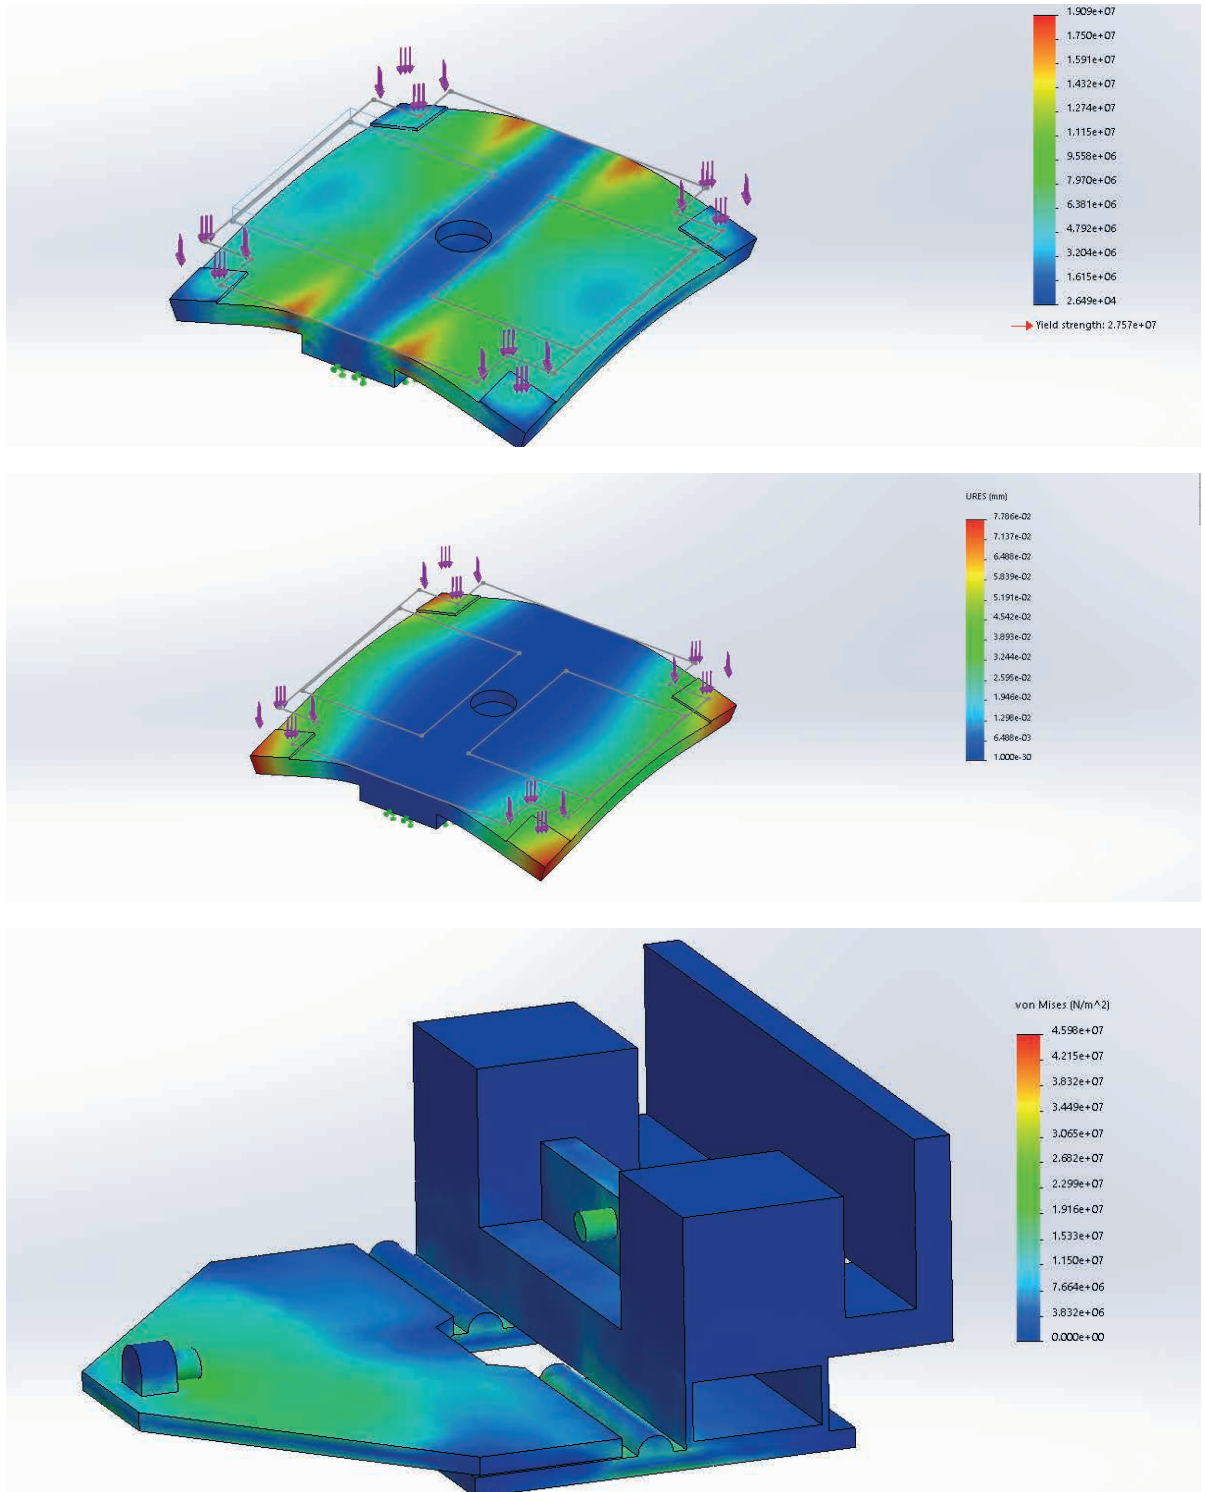 1.909e+07
1.750e+07
1.591e+07
1.432e+07
1.274e+07
1.115e+07
9.558e+06
7.970e+06
6.381e+06
4.792e+06
3.204e+06
1.615e+06
2.649e+04
Yield strength: 2.757e+07
URES (mm)
7.786e-02
7.137e-02
6.488e-02
5.839e-02
5.191e-02
4.542e-02
3.893e-02
3.244e-02
2.595e-02
1.946e-02
1.298e-02
6.488e-03
1.000e-30
von Mises (N/m^2)
4.598e+07
4.215e+07
3.832e+07
3.449e+07
3.065e+07
2.682e+07
2.299e+07
1.916e+07
1.533e+07
1.150e+07
7.664e+06
3.832e+06
0.000e+00